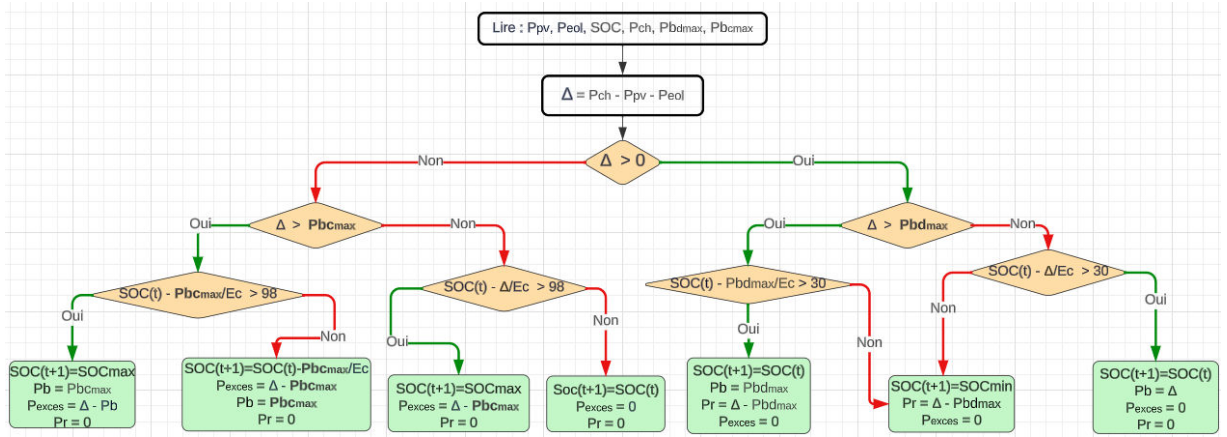 Lire : Ppv, Peol, SOC, Pch, Pbdmax, Pbcmax
Δ = Pch - Ppv - Peol
Δ > 0
Non
Oui
Δ > Pbcmax
Δ > Pbdmax
Oui
Non
Oui
Non
SOC(t) - Pbcmax/Ec > 98
SOC(t) - Δ/Ec > 98
SOC(t) - Pbdmax/Ec > 30
SOC(t) - Δ/Ec > 30
Oui
Non
Oui
Non
Oui
Non
Non
Oui
SOC(t+1)=SOCmax
Pb = Pbcmax
Pexces = Δ - Pb
Pr = 0
SOC(t+1)=SOC(t)-Pbcmax/Ec
Pexces = Δ - Pbcmax
Pb = Pbcmax
Pr = 0
SOC(t+1)=SOCmax
Pexces = Δ - Pbcmax
Pr = 0
Soc(t+1)=SOC(t)
Pexces = 0
Pr = 0
SOC(t+1)=SOC(t)
Pb = Pbdmax
Pr = Δ - Pbdmax
Pexces = 0
SOC(t+1)=SOCmin
Pr = Δ - Pbdmax
Pexces = 0
SOC(t+1)=SOC(t)
Pb = Δ
Pexces = 0
Pr = 0